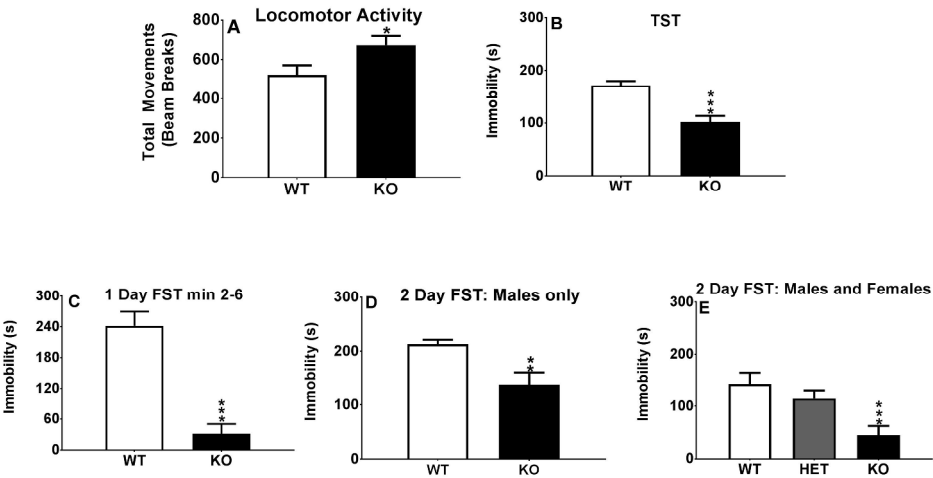 A
Locomotor Activity
Total Movements
(Beam Breaks)
800
600
400
200
0
*
WT
KO
B
TST
Immobility (s)
300
200
100
0
***
WT
KO
C
1 Day FST min 2-6
Immobility (s)
300
240
180
120
60
0
***
WT
KO
D
2 Day FST: Males only
Immobility (s)
300
200
100
0
**
WT
KO
2 Day FST: Males and Females
E
Immobility (s)
300
200
100
0
***
WT
HET
KO